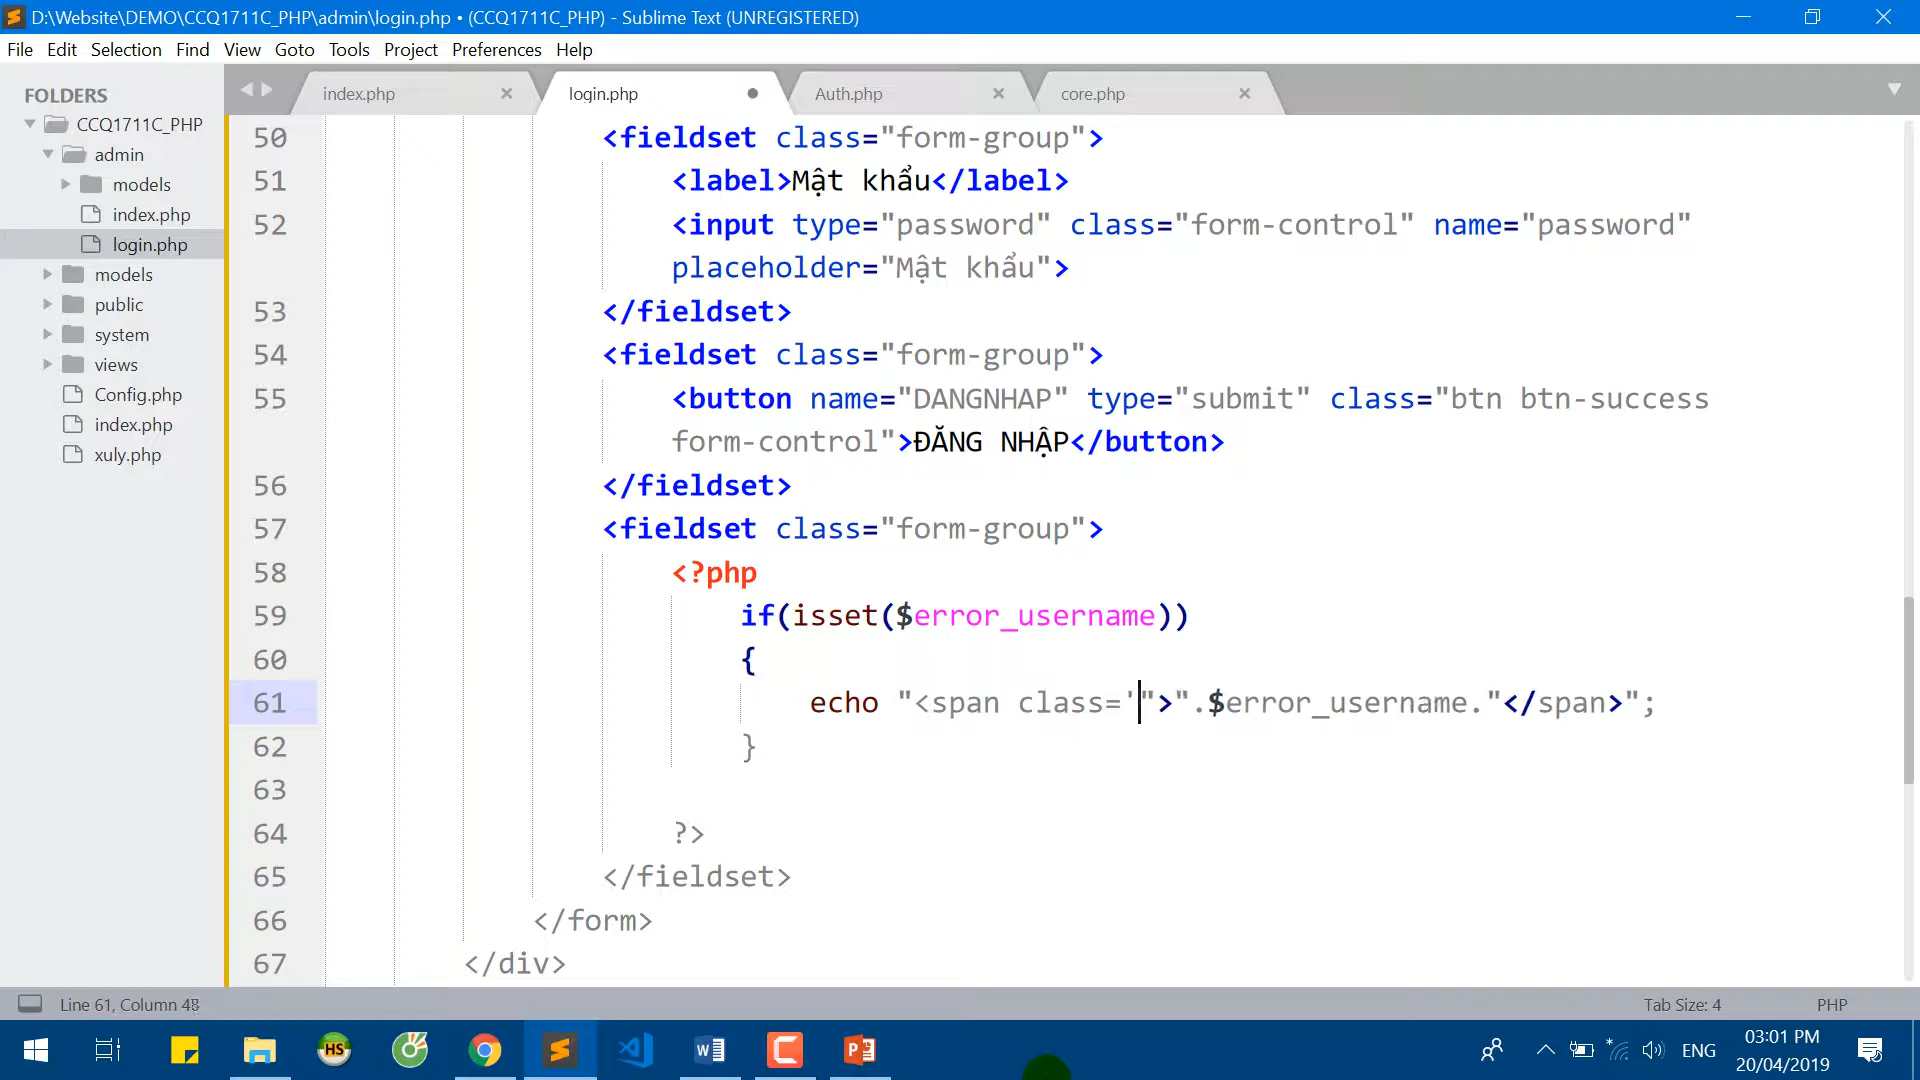 D:\Website\DEMO\CCQ1711C_PHP\admin\login.php • (CCQ1711C_PHP) - Sublime Text (UNREGISTERED)
File Edit Selection Find View Goto Tools Project Preferences Help
FOLDERS
CCQ1711C_PHP
admin
models
index.php
login.php
models
public
system
views
Config.php
index.php
xuly.php
index.php login.php Auth.php core.php
50 <fieldset class="form-group">
51 <label>Mật khẩu</label>
52 <input type="password" class="form-control" name="password"
placeholder="Mật khẩu">
53 </fieldset>
54 <fieldset class="form-group">
55 <button name="DANGNHAP" type="submit" class="btn btn-success
form-control">ĐĂNG NHẬP</button>
56 </fieldset>
57 <fieldset class="form-group">
58 <?php
59 if(isset($error_username))
60 {
61 echo "<span class='">".$error_username."</span>";
62 }
63
64 ?>
65 </fieldset>
66 </form>
67 </div>
Line 61, Column 48 Tab Size: 4 PHP
HS
ENG
03:01 PM
20/04/2019